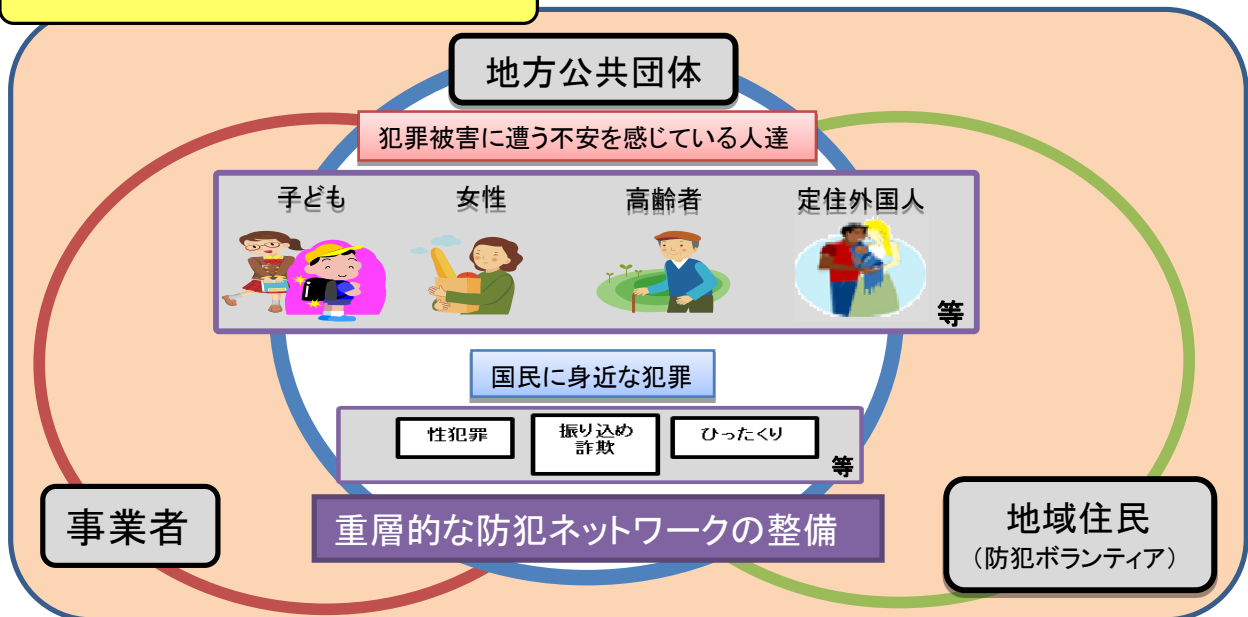 地方公共団体
犯罪被害に遭う不安を感じている人達
子ども 女性 高齢者 定住外国人
等
国民に身近な犯罪
性犯罪 振り込め詐欺 ひったくり
等
事業者
重層的な防犯ネットワークの整備
地域住民
(防犯ボランティア)